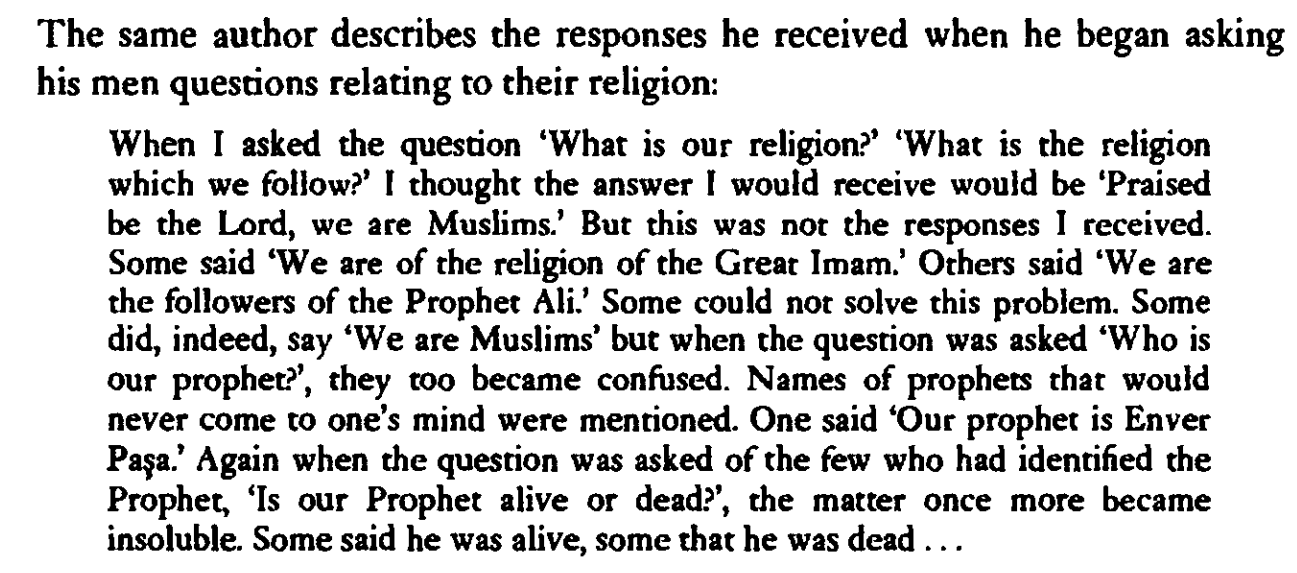 The same author describes the responses he received when he began asking
his men questions relating to their religion:
When I asked the question ‘What is our religion?’ ‘What is the religion
which we follow?’ I thought the answer I would receive would be ‘Praised
be the Lord, we are Muslims.’ But this was not the responses I received.
Some said ‘We are of the religion of the Great Imam.’ Others said ‘We are
the followers of the Prophet Ali.’ Some could not solve this problem. Some
did, indeed, say ‘We are Muslims’ but when the question was asked ‘Who is
our prophet?’, they too became confused. Names of prophets that would
never come to one’s mind were mentioned. One said ‘Our prophet is Enver
Paşa.’ Again when the question was asked of the few who had identified the
Prophet, ‘Is our Prophet alive or dead?’, the matter once more became
insoluble. Some said he was alive, some that he was dead ...